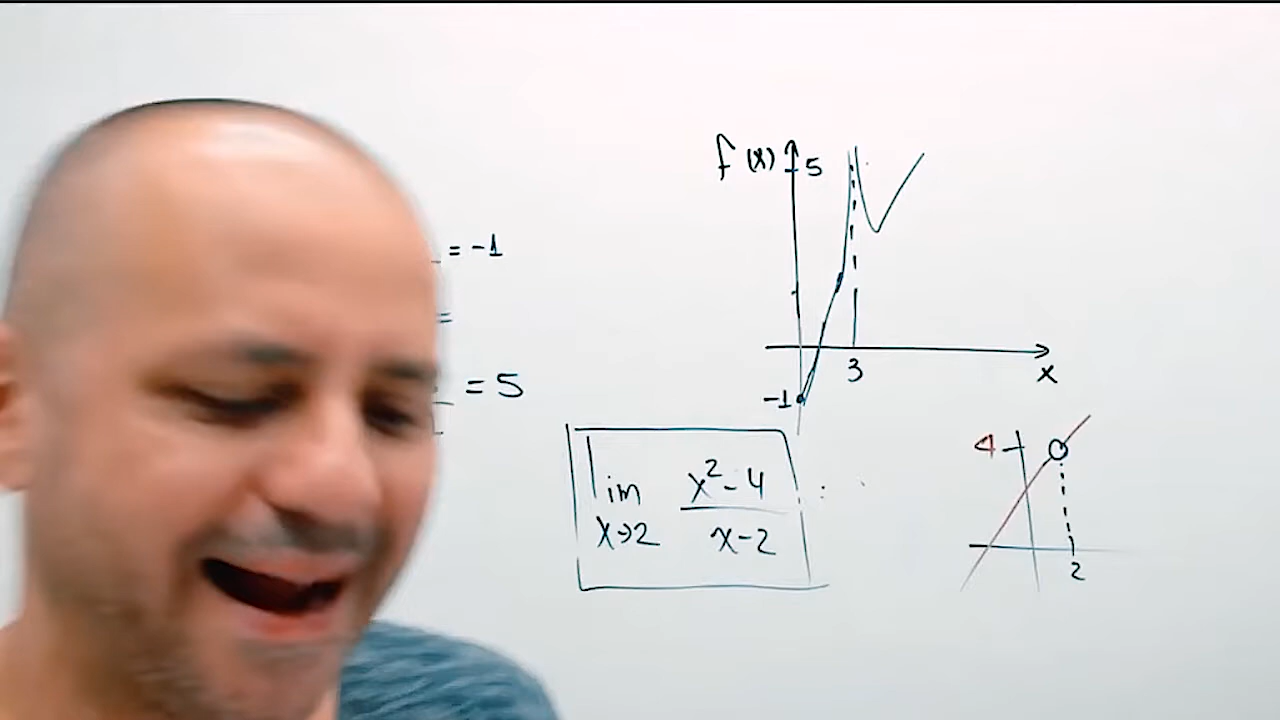 = -1
=
= 5
f(x) 5
3
x
-1
lim x²-4
x→2 x-2
4
2